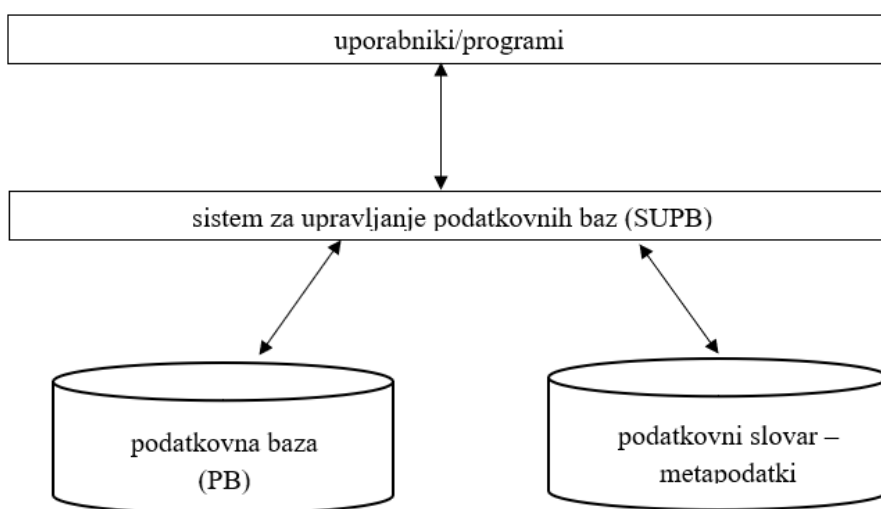 uporabniki/programi
sistem za upravljanje podatkovnih baz (SUPB)
podatkovna baza
(PB)
podatkovni slovar –
metapodatki